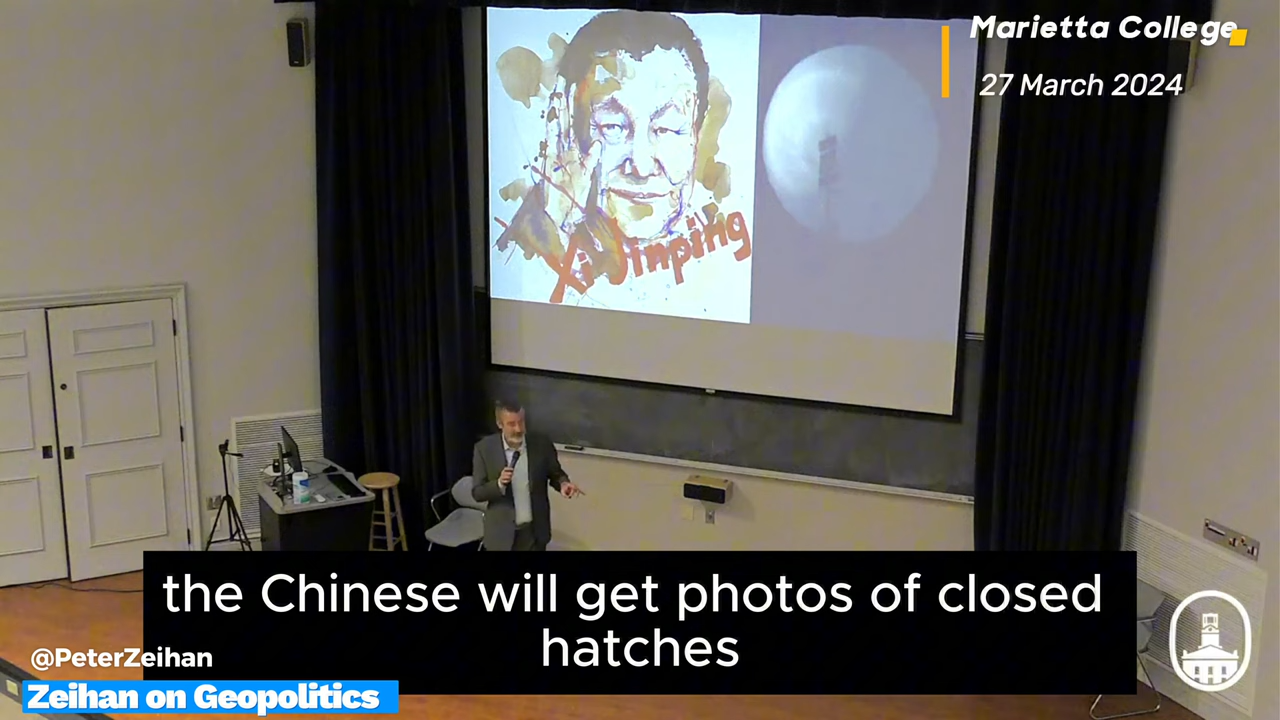 Marietta College
27 March 2024
Xi Jinping
the Chinese will get photos of closed
hatches
@PeterZeihan
Zeihan on Geopolitics